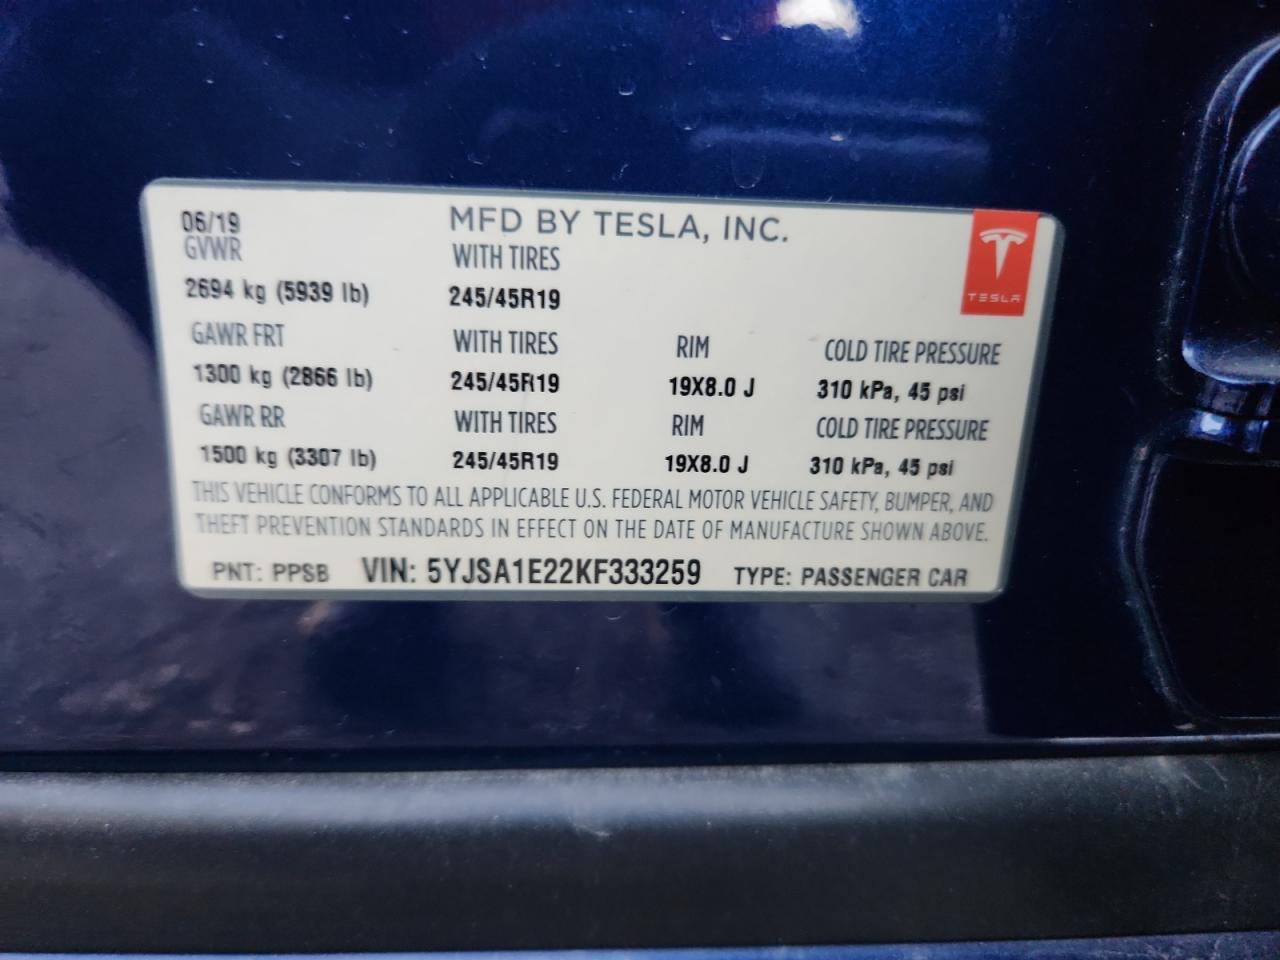 06/19 MFD BY TESLA, INC.
GVWR WITH TIRES
2694 kg (5939 lb) 245/45R19
TESLA
GAWR FRT WITH TIRES RIM COLD TIRE PRESSURE
1300 kg (2866 lb) 245/45R19 19X8.0 J 310 kPa, 45 psi
GAWR RR WITH TIRES RIM COLD TIRE PRESSURE
1500 kg (3307 lb) 245/45R19 19X8.0 J 310 kPa, 45 psi
THIS VEHICLE CONFORMS TO ALL APPLICABLE U.S. FEDERAL MOTOR VEHICLE SAFETY, BUMPER, AND
THEFT PREVENTION STANDARDS IN EFFECT ON THE DATE OF MANUFACTURE SHOWN ABOVE.
PNT: PPSB VIN: 5YJSA1E22KF333259 TYPE: PASSENGER CAR